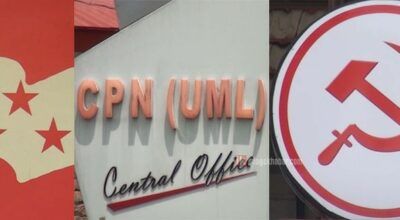 CPN (UML)
Central Office